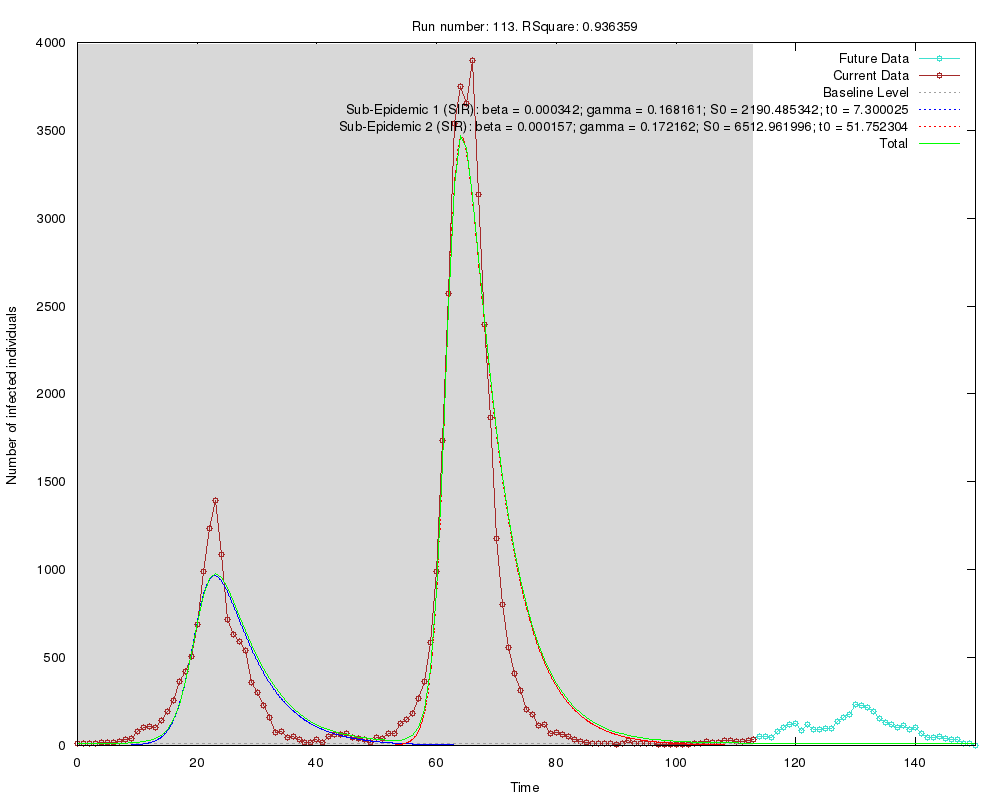 Run number: 113. RSquare: 0.936359
Future Data
Current Data
Baseline Level
Sub-Epidemic 1 (SIR): beta = 0.000342; gamma = 0.168161; S0 = 2190.485342; t0 = 7.300025
Sub-Epidemic 2 (SIR): beta = 0.000157; gamma = 0.172162; S0 = 6512.961996; t0 = 51.752304
Total
Number of infected individuals
4000
3500
3000
2500
2000
1500
1000
500
0
0 20 40 60 80 100 120 140
Time